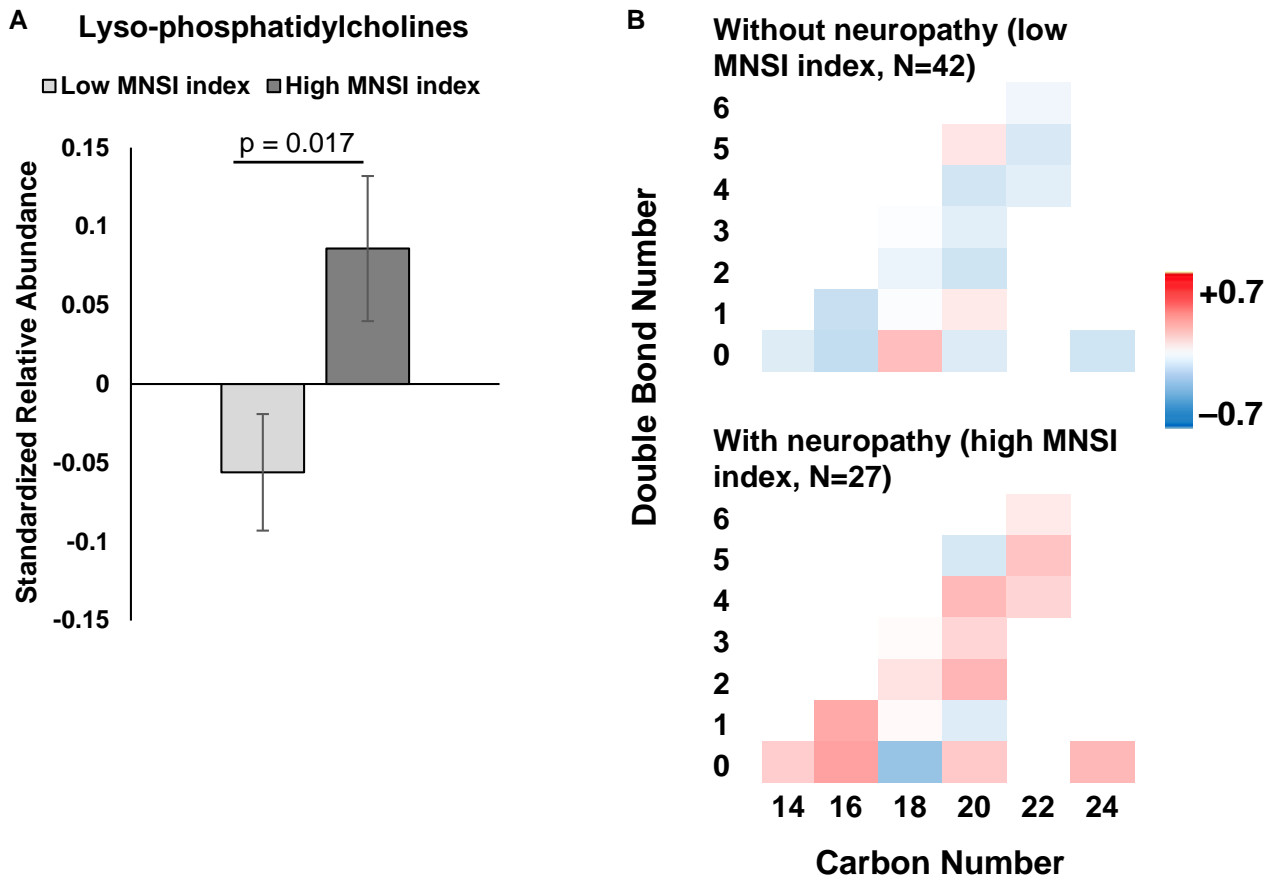 A
Lyso-phosphatidylcholines
Low MNSI index High MNSI index
p = 0.017
0.15
0.1
0.05
0
-0.05
-0.1
-0.15
Standardized Relative Abundance
B
Without neuropathy (low
MNSI index, N=42)
6
5
4
3
2
1
0
Double Bond Number
+0.7
–0.7
With neuropathy (high MNSI
index, N=27)
6
5
4
3
2
1
0
14 16 18 20 22 24
Carbon Number